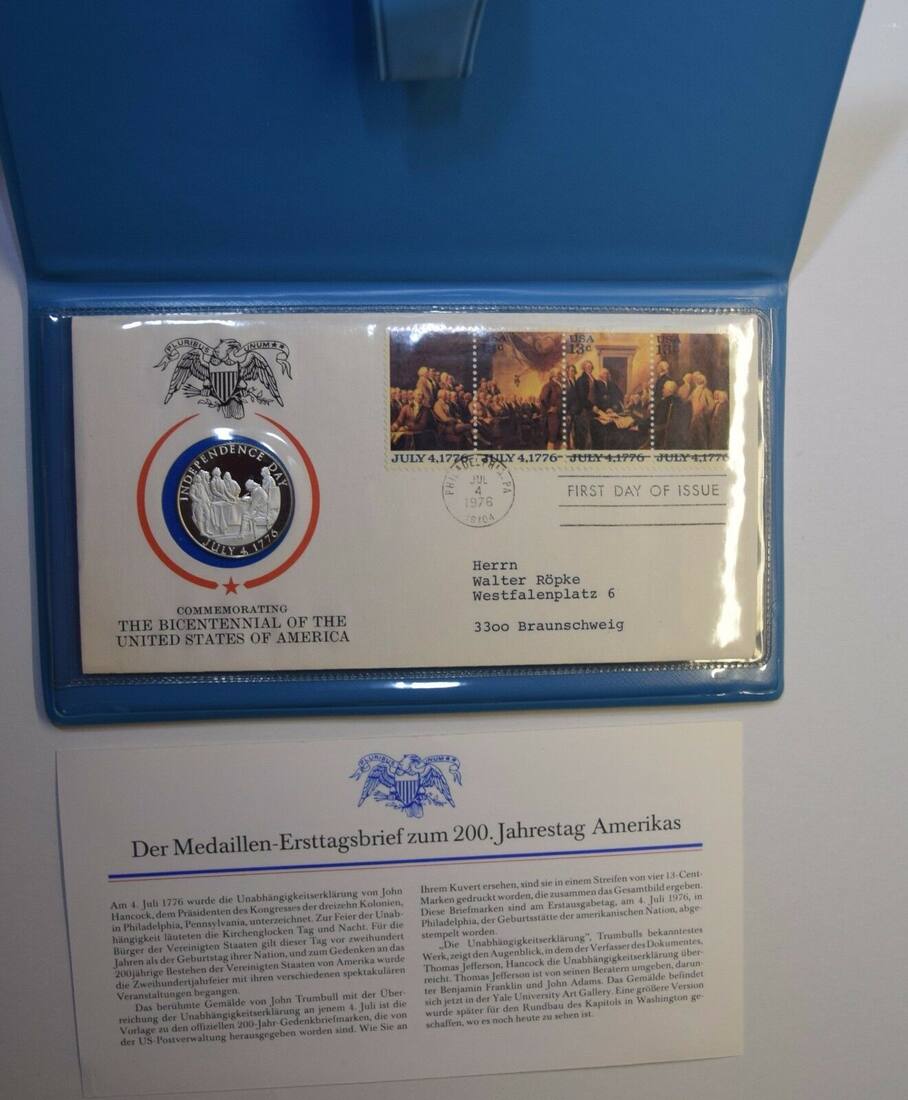 PLURIBUS UNUM
INDEPENDENCE DAY
JULY 4, 1776
COMMEMORATING
THE BICENTENNIAL OF THE
UNITED STATES OF AMERICA
USA USA USA
13c 13c 13c
JULY 4, 1776 JULY 4, 1776 JULY 4, 1776 JULY 4, 1776
PHILADELPHIA, PA
JUL
4
1976
19104
FIRST DAY OF ISSUE
Herrn
Walter Röpke
Westfalenplatz 6
33oo Braunschweig
PLURIBUS UNUM
Der Medaillen-Ersttagsbrief zum 200. Jahrestag Amerikas
Am 4. Juli 1776 wurde die Unabhängigkeitserklärung von John
Hancock, dem Präsidenten des Kongresses der dreizehn Kolonien,
in Philadelphia, Pennsylvania, unterzeichnet. Zur Feier der Unab-
hängigkeit läuteten die Kirchenglocken Tag und Nacht. Für die
Bürger der Vereinigten Staaten gilt dieser Tag vor zweihundert
Jahren als der Geburtstag ihrer Nation, und zum Gedenken an das
200jährige Bestehen der Vereinigten Staaten von Amerika wurde
die Zweihundertjahrfeier mit ihren verschiedenen spektakulären
Veranstaltungen begangen.
Das berühmte Gemälde von John Trumbull mit der Über-
reichung der Unabhängigkeitserklärung an jenem 4. Juli ist die
Vorlage zu den offiziellen 200-Jahr-Gedenkbriefmarken, die von
der US-Postverwaltung herausgegeben worden sind. Wie Sie an
Ihrem Kuvert ersehen, sind sie in einem Streifen von vier 13-Cent-
Marken gedruckt worden, die zusammen das Gesamtbild ergeben.
Diese Briefmarken sind am Erstausgabetag, am 4. Juli 1976, in
Philadelphia, der Geburtsstätte der amerikanischen Nation, abge-
stempelt worden.
„Die Unabhängigkeitserklärung”, Trumbulls bekanntestes
Werk, zeigt den Augenblick, in dem der Verfasser des Dokumentes,
Thomas Jefferson, Hancock die Unabhängigkeitserklärung über-
reicht. Thomas Jefferson ist von seinen Beratern umgeben, darun-
ter Benjamin Franklin und John Adams. Das Gemälde befindet
sich jetzt in der Yale University Art Gallery. Eine größere Version
wurde später für den Rundbau des Kapitols in Washington ge-
schaffen, wo es noch heute zu sehen ist.